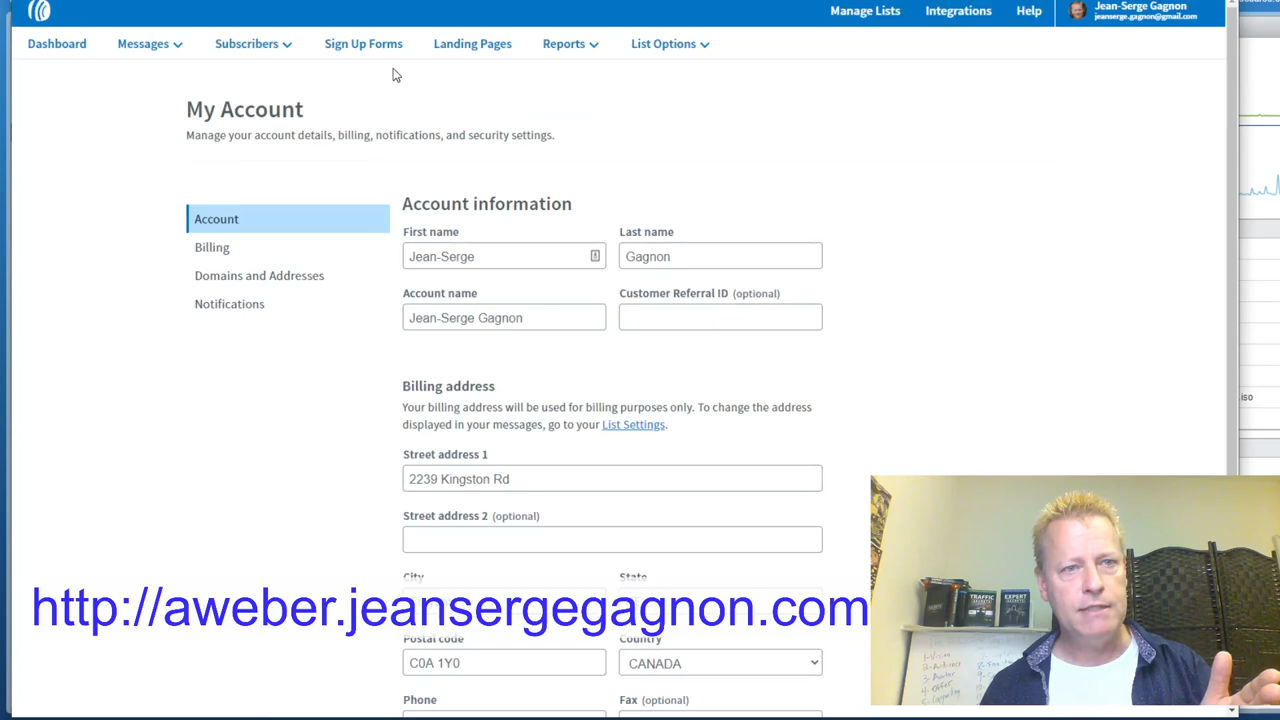 Manage Lists Integrations Help Jean-Serge Gagnon
jeanserge.gagnon@gmail.com
Dashboard Messages Subscribers Sign Up Forms Landing Pages Reports List Options
My Account
Manage your account details, billing, notifications, and security settings.
Account
Billing
Domains and Addresses
Notifications
Account information
First name Last name
Jean-Serge Gagnon
Account name Customer Referral ID (optional)
Jean-Serge Gagnon
Billing address
Your billing address will be used for billing purposes only. To change the address
displayed in your messages, go to your List Settings.
Street address 1
2239 Kingston Rd
Street address 2 (optional)
City State
http://aweber.jeansergegagnon.com
Postal code Country
C0A 1Y0 CANADA
Phone Fax (optional)
iso
TRAFFIC
SECRETS
EXPERT
SECRETS